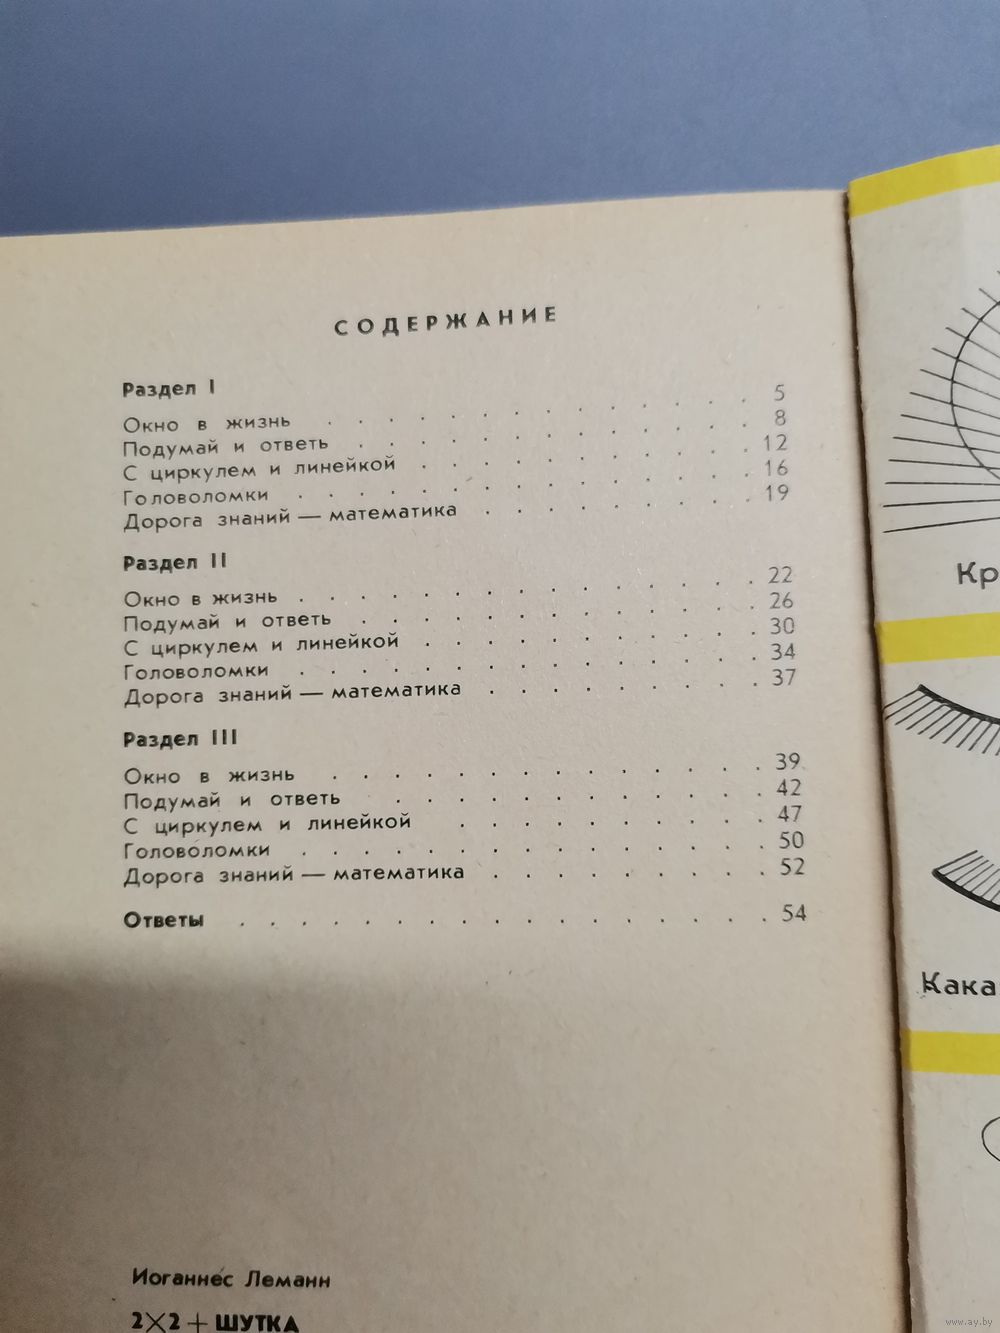 СОДЕРЖАНИЕ
Раздел I
Окно в жизнь . . . . . . . . . . 5
Подумай и ответь . . . . . . . . . . 8
С циркулем и линейкой . . . . . . . . 12
Головоломки . . . . . . . . . . . 16
Дорога знаний — математика . . . . . . 19
Раздел II
Окно в жизнь . . . . . . . . . . . 22
Подумай и ответь . . . . . . . . . . 26
С циркулем и линейкой . . . . . . . . 30
Головоломки . . . . . . . . . . . 34
Дорога знаний — математика . . . . . . . 37
Раздел III
Окно в жизнь . . . . . . . . . . . 39
Подумай и ответь . . . . . . . . . . 42
С циркулем и линейкой . . . . . . . . 47
Головоломки . . . . . . . . . . . 50
Дорога знаний — математика . . . . . . . 52
Ответы . . . . . . . . . . . . . 54
Иоганнес Леманн
2×2 + ШУТКА
Кр
Кака
www.ay.by